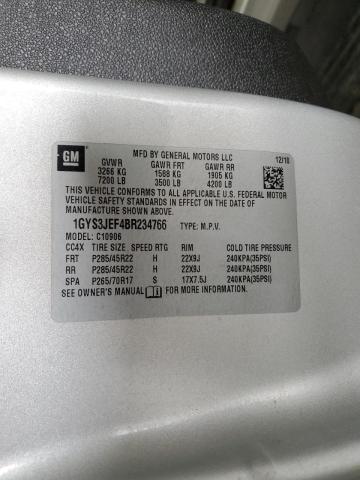 GM
MFD BY GENERAL MOTORS LLC
12/10
GVWR GAWR FRT GAWR RR
3266 KG 1588 KG 1905 KG
7200 LB 3500 LB 4200 LB
THIS VEHICLE CONFORMS TO ALL APPLICABLE U.S. FEDERAL MOTOR
VEHICLE SAFETY STANDARDS IN EFFECT ON THE DATE OF
MANUFACTURE SHOWN ABOVE.
1GYS3JEF4BR234766 TYPE: M.P.V.
MODEL: C10906
CC4X TIRE SIZE SPEED RTG RIM COLD TIRE PRESSURE
FRT P285/45R22 H 22X9J 240KPA(35PSI)
RR P285/45R22 H 22X9J 240KPA(35PSI)
SPA P265/70R17 S 17X7.5J 240KPA(35PSI)
SEE OWNER'S MANUAL FOR MORE INFORMATION.